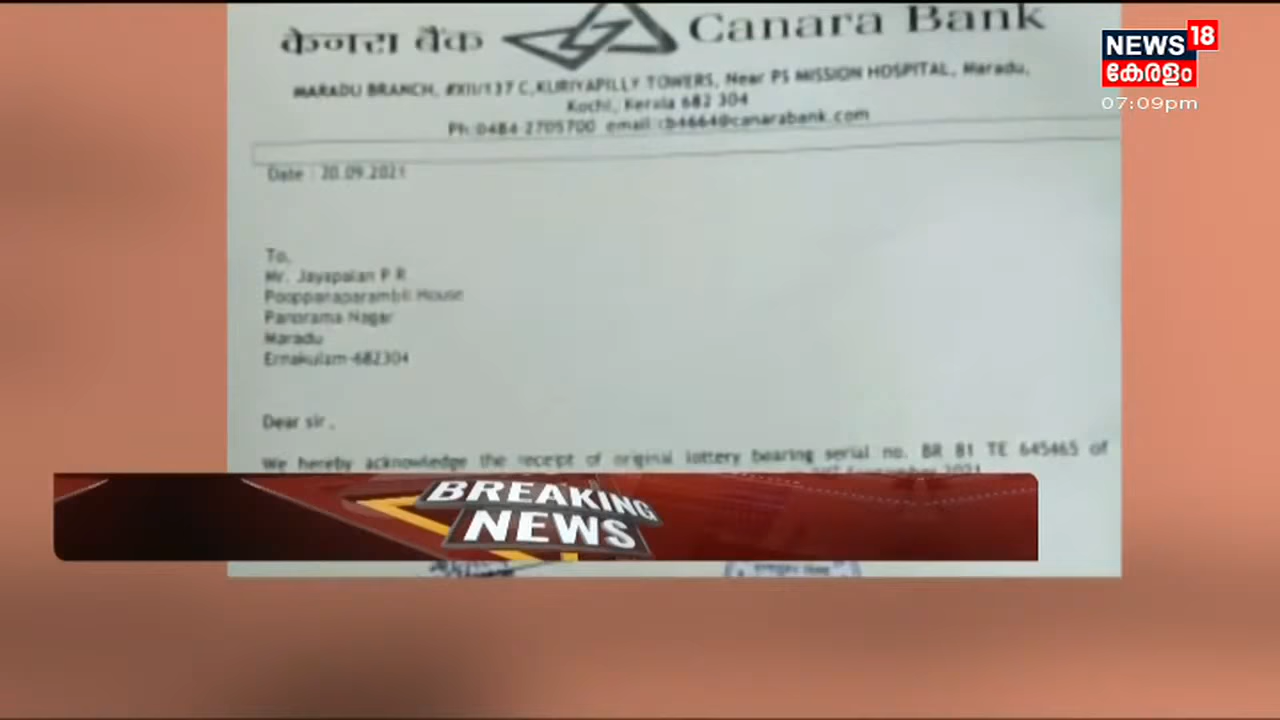 केनरा बैंक Canara Bank
MARADU BRANCH, #XII/137 C,KURIYAPILLY TOWERS, Near PS MISSION HOSPITAL, Maradu,
Kochi, Kerala 682 304
Ph:0484 2705700 email:cb4664@canarabank.com
NEWS 18
കേരളം
07:09pm
Date : 20.09.2021
To,
Mr. Jayapalan P R
Pooppanaparambil House
Panorama Nagar
Maradu
Ernakulam-682304
Dear sir,
We hereby acknowledge the receipt of original lottery bearing serial no. BR 81 TE 645465 of
2021
BREAKING
NEWS